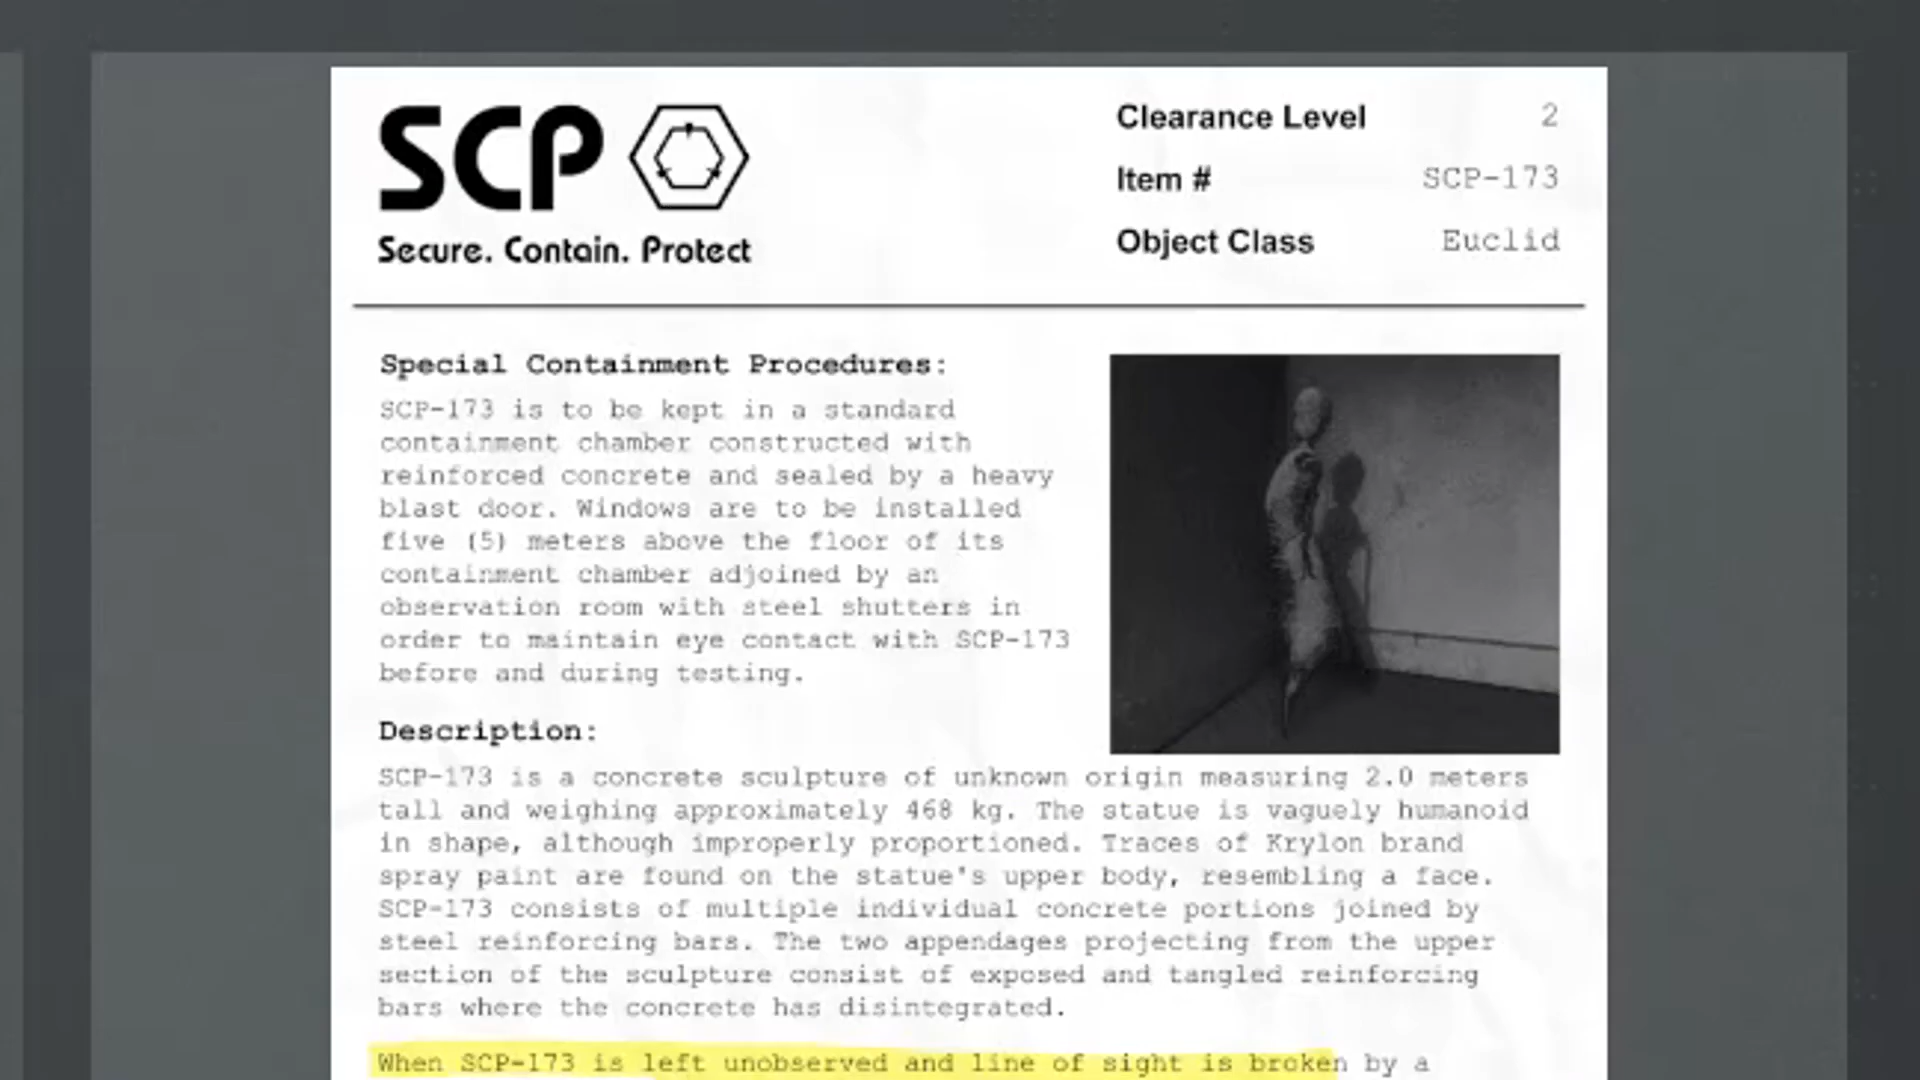 SCP
Secure. Contain. Protect
Clearance Level 2
Item # SCP-173
Object Class Euclid
Special Containment Procedures:
SCP-173 is to be kept in a standard
containment chamber constructed with
reinforced concrete and sealed by a heavy
blast door. Windows are to be installed
five (5) meters above the floor of its
containment chamber adjoined by an
observation room with steel shutters in
order to maintain eye contact with SCP-173
before and during testing.
Description:
SCP-173 is a concrete sculpture of unknown origin measuring 2.0 meters
tall and weighing approximately 468 kg. The statue is vaguely humanoid
in shape, although improperly proportioned. Traces of Krylon brand
spray paint are found on the statue's upper body, resembling a face.
SCP-173 consists of multiple individual concrete portions joined by
steel reinforcing bars. The two appendages projecting from the upper
section of the sculpture consist of exposed and tangled reinforcing
bars where the concrete has disintegrated.
When SCP-173 is left unobserved and line of sight is broken by a